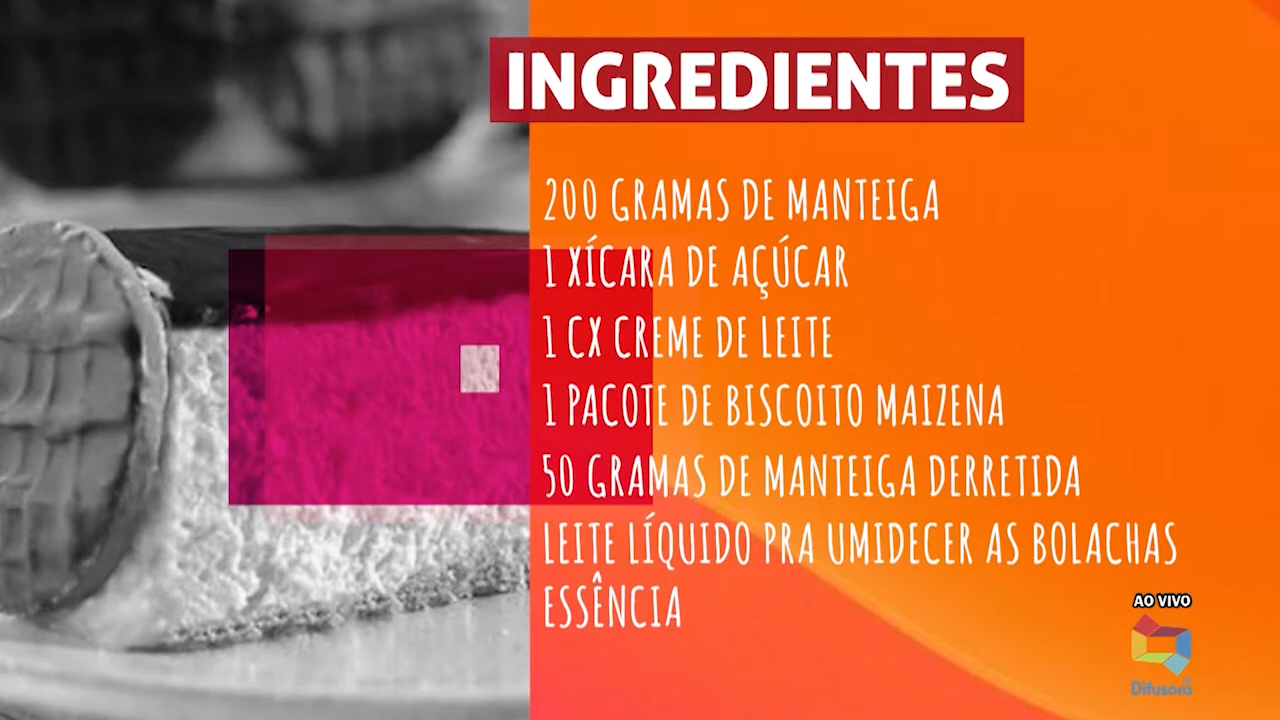 INGREDIENTES
200 GRAMAS DE MANTEIGA
1 XÍCARA DE AÇÚCAR
1 CX CREME DE LEITE
1 PACOTE DE BISCOITO MAIZENA
50 GRAMAS DE MANTEIGA DERRETIDA
LEITE LÍQUIDO PRA UMIDECER AS BOLACHAS
ESSÊNCIA
AO VIVO
Difusora